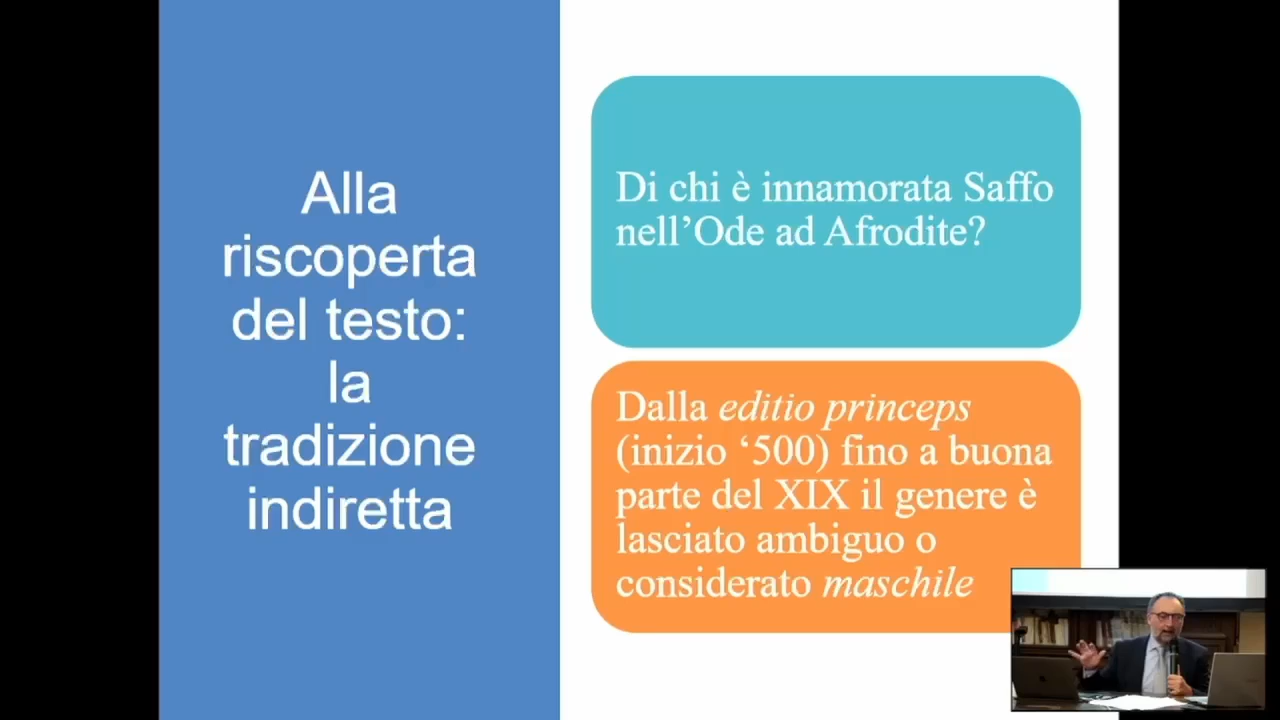 Alla
riscoperta
del testo:
la
tradizione
indiretta
Di chi è innamorata Saffo
nell’Ode ad Afrodite?
Dalla editio princeps
(inizio ‘500) fino a buona
parte del XIX il genere è
lasciato ambiguo o
considerato maschile